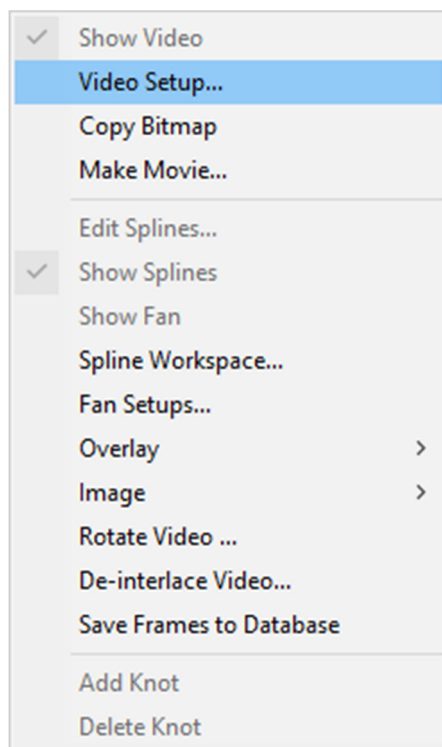 Show Video
Video Setup...
Copy Bitmap
Make Movie...
Edit Splines...
Show Splines
Show Fan
Spline Workspace...
Fan Setups...
Overlay
Image
Rotate Video ...
De-interlace Video...
Save Frames to Database
Add Knot
Delete Knot